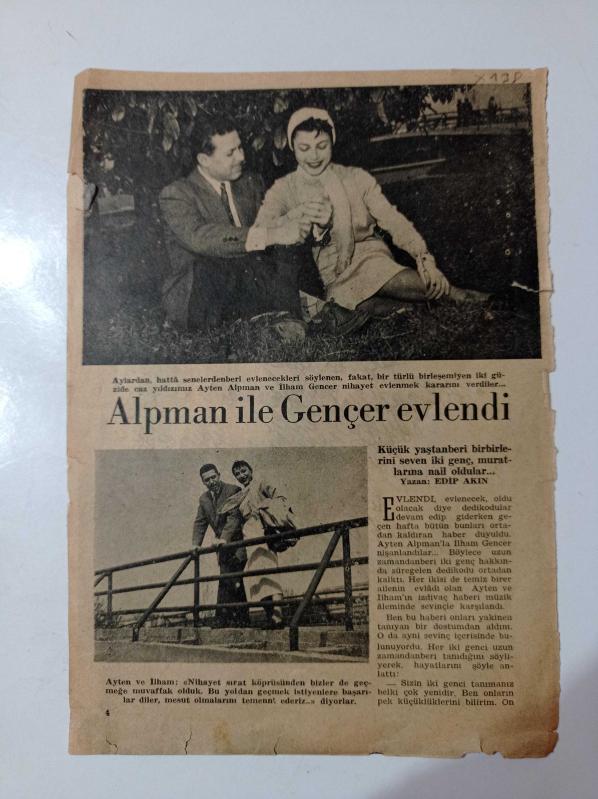 x 198
Aylardan, hattâ senelerdenberi evlenecekleri söylenen, fakat, bir türlü birleşemiyen iki gü-
zide caz yıldızımız Ayten Alpman ve İlham Gencer nihayet evlenmek kararını verdiler...
Alpman ile Gençer evlendi
Küçük yaştanberi birbirle-
rini seven iki genç, murat-
larına nail oldular...
Yazan: EDİP AKIN
EVLENDİ, evlenecek, oldu
olacak diye dedikodular
devam edip giderken ge-
çen hafta bütün bunları orta-
dan kaldıran haber duyuldu.
Ayten Alpman'la İlham Gencer
nişanlandılar... Böylece uzun
zamandanberi iki genç hakkın-
da süregelen dedikodu ortadan
kalktı. Her ikisi de temiz birer
ailenin evlâdı olan Ayten ve
İlham'ın izdivaç haberi müzik
âleminde sevinçle karşılandı.
Ben bu haberi onları yakinen
tanıyan bir dostumdan aldım.
O da ayni sevinç içerisinde bu-
lunuyordu. Her iki genci uzun
zamandanberi tanıdığını söyli-
yerek, hayatlarını şöyle an-
lattı:
— Sizin iki genci tanımanız
belki çok yenidir. Ben onların
pek küçüklüklerini bilirim. On
Ayten ve İlham: «Nihayet sırat köprüsünden bizler de geç-
meğe muvaffak olduk. Bu yoldan geçmek istiyenlere başarı-
lar diler, mesut olmalarını temenni ederiz..» diyorlar.
4